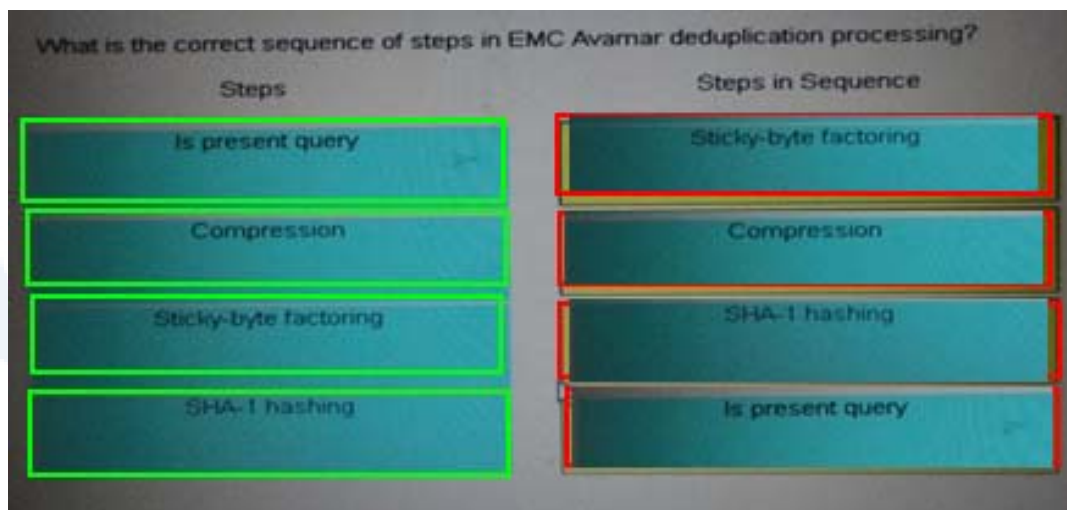 What is the correct sequence of steps in EMC Avamar deduplication processing?
Steps
Steps in Sequence
Is present query
Sticky-byte factoring
Compression
Compression
Sticky-byte factoring
SHA-1 hashing
SHA-1 hashing
Is present query